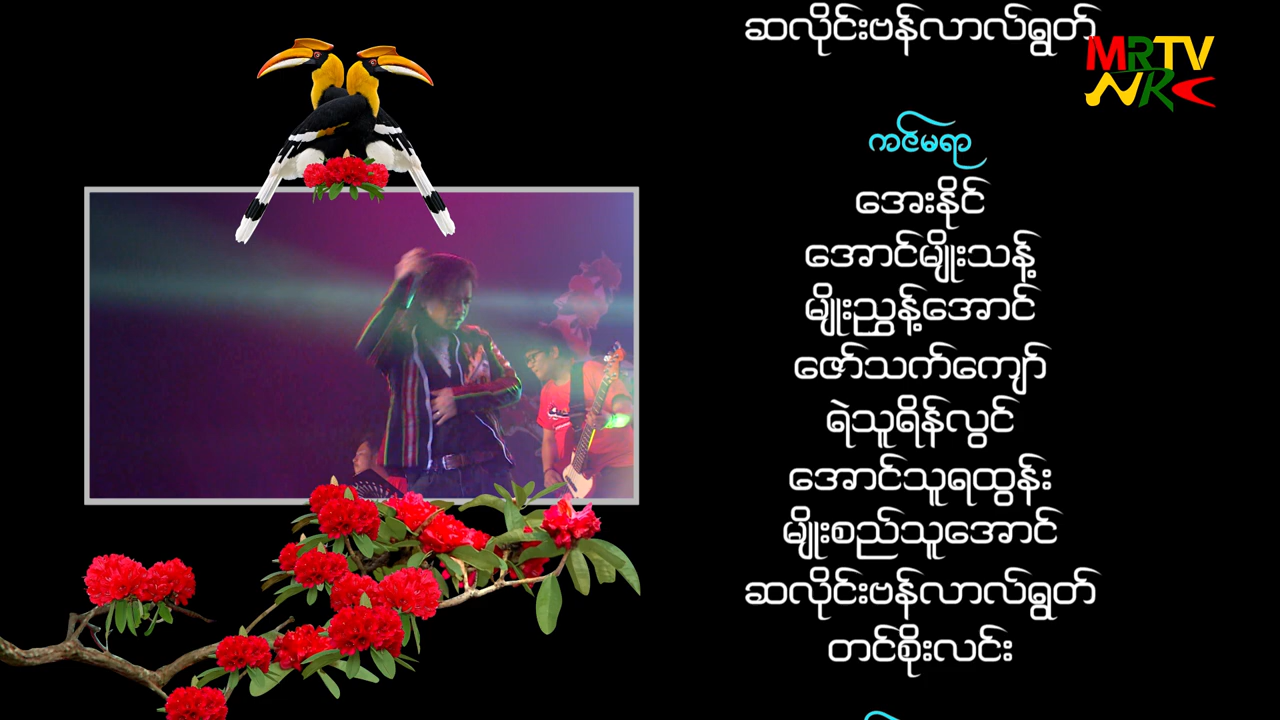 ဆလိုင်းဗန်လာလ်ရွတ်
MRTV
NRC
ကင်မရာ
အေးနိုင်
အောင်မျိုးသန့်
မျိုးညွှန့်အောင်
ဇော်သက်ကျော်
ရဲသူရိန်လွင်
အောင်သူရထွန်း
မျိုးစည်သူအောင်
ဆလိုင်းဗန်လာလ်ရွတ်
တင်စိုးလင်း